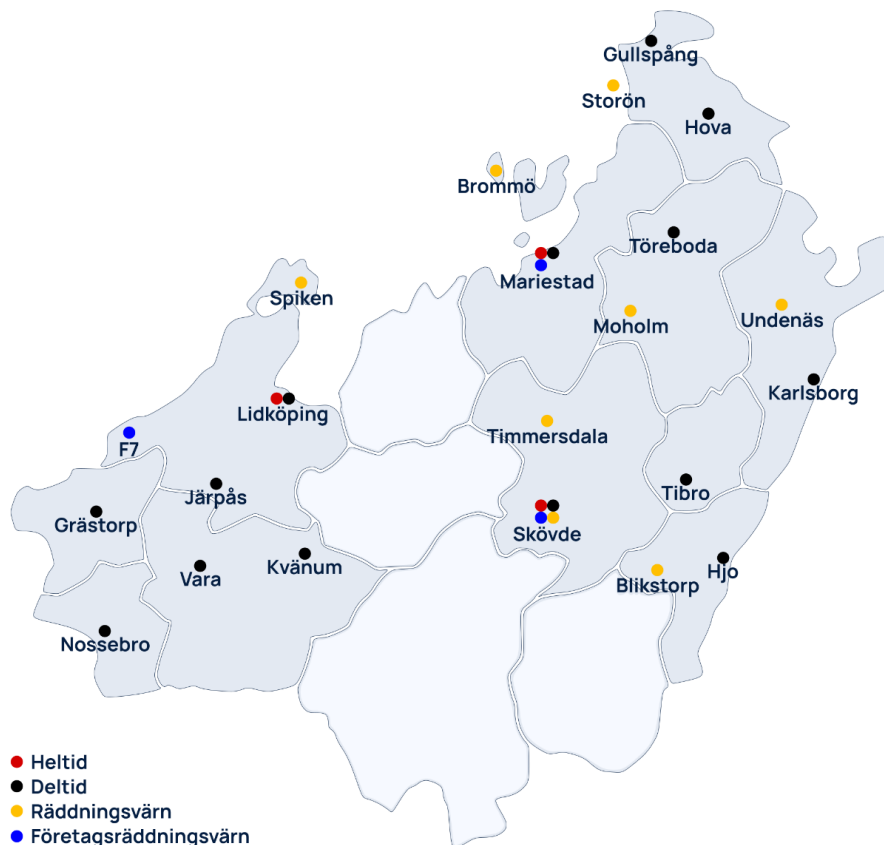 Gullspång
Storön
Hova
Brommö
Töreboda
Mariestad
Spiken
Moholm
Undenäs
Karlsborg
Lidköping
Timmersdala
F7
Järpås
Tibro
Grästorp
Skövde
Kvänum
Vara
Hjo
Blikstorp
Nossebro
Heltid
Deltid
Räddningsvärn
Företagsräddningsvärn